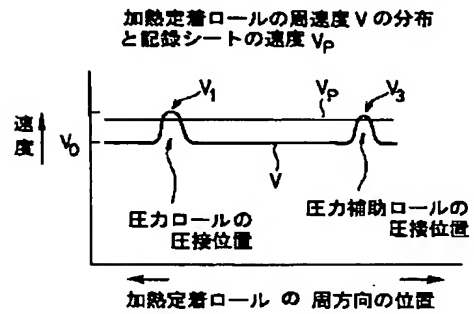 加熱定着ロールの周速度 V の分布
と記録シートの速度 VP
V1
VP
V3
速度
V0
V
圧力ロールの
圧接位置
圧力補助ロールの
圧接位置
加熱定着ロール の 周方向の位置